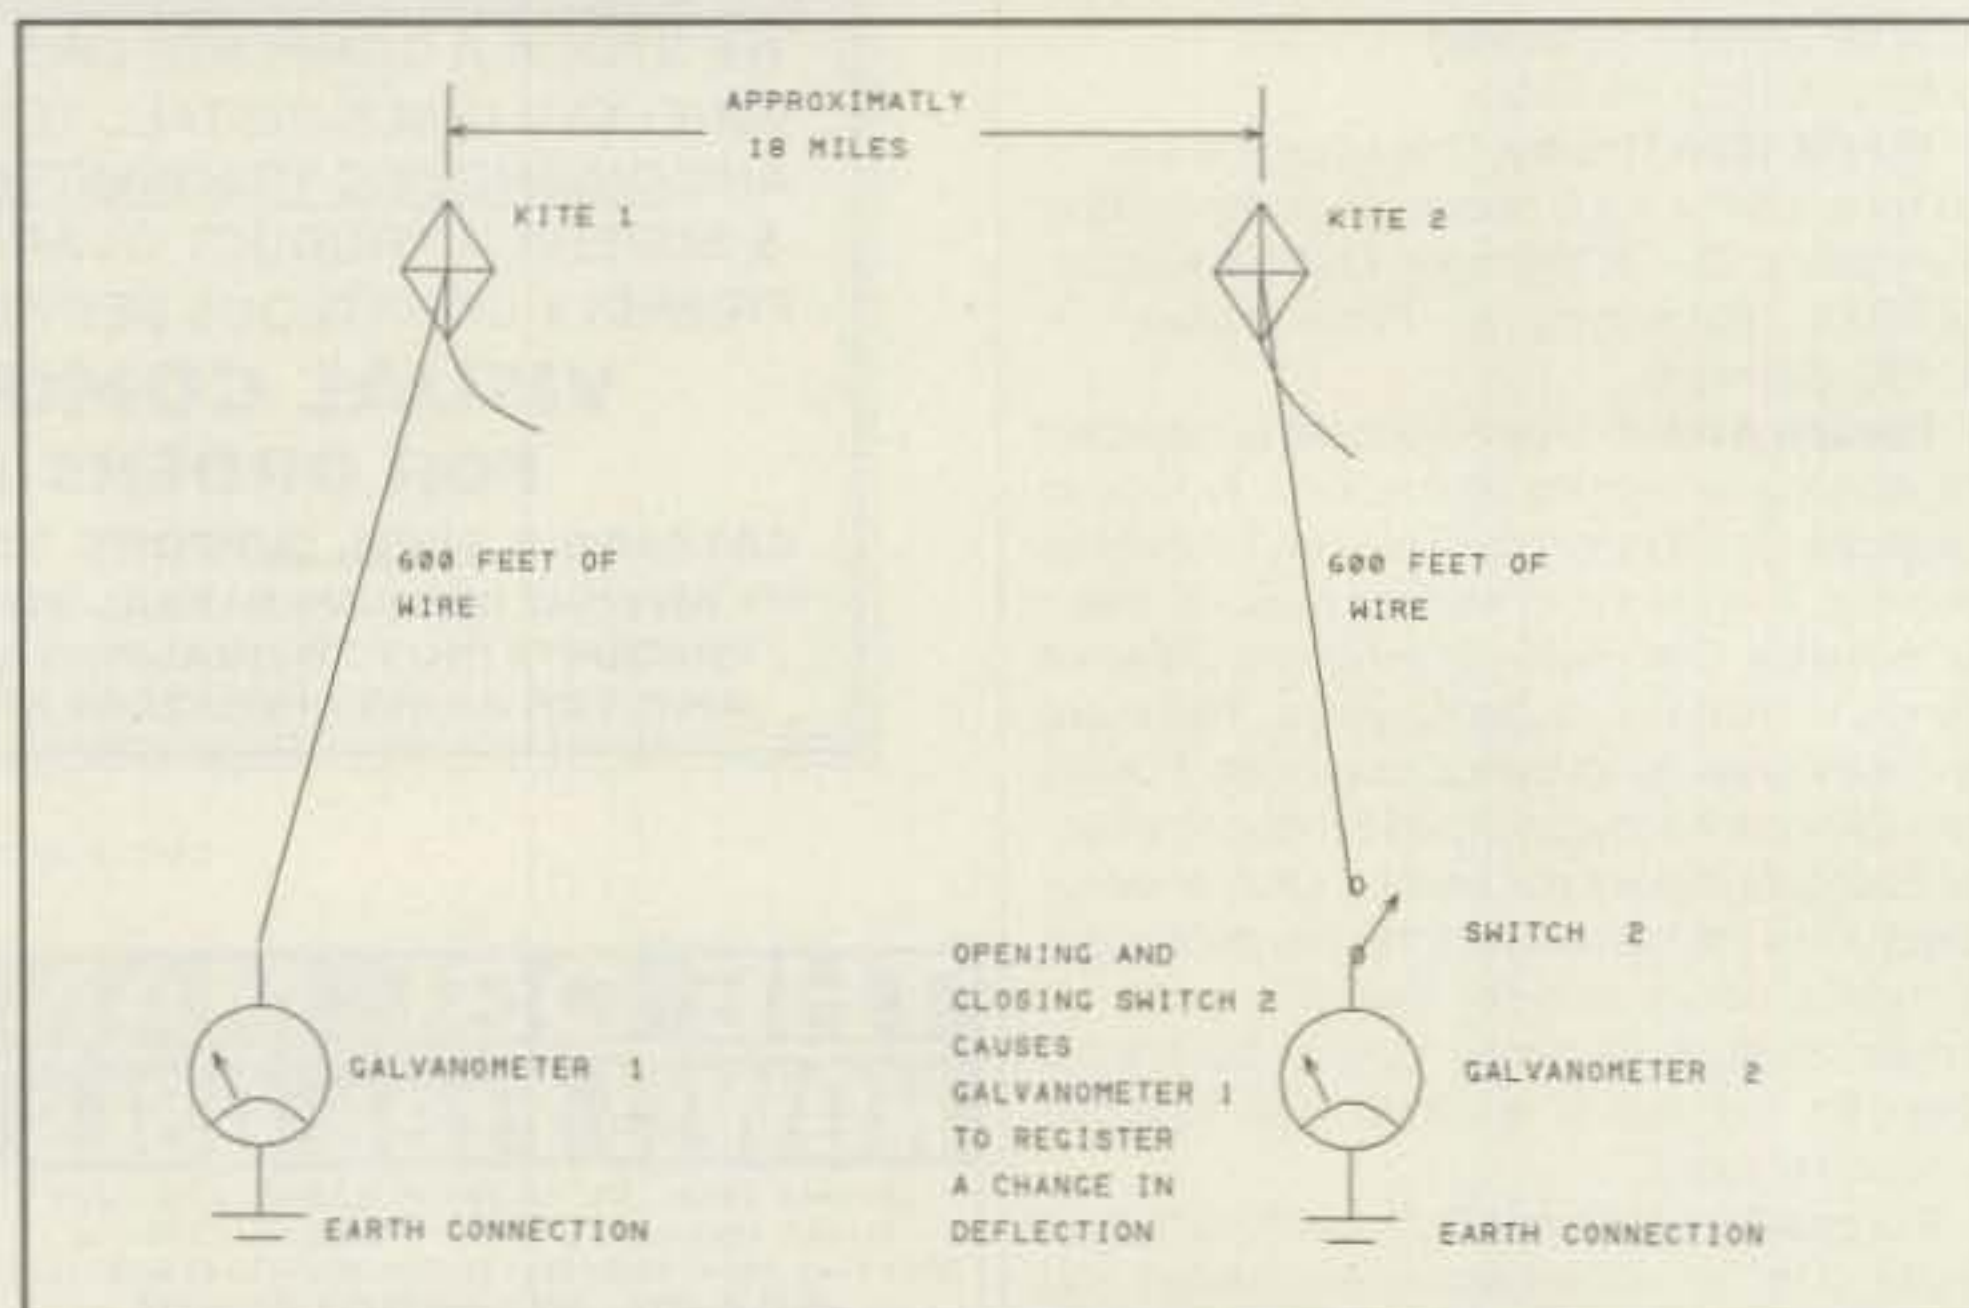 APPROXIMATLY
18 MILES
KITE 1
KITE 2
600 FEET OF
WIRE
600 FEET OF
WIRE
SWITCH 2
OPENING AND
CLOSING SWITCH 2
CAUSES
GALVANOMETER 1
TO REGISTER
A CHANGE IN
DEFLECTION
GALVANOMETER 1
GALVANOMETER 2
EARTH CONNECTION
EARTH CONNECTION